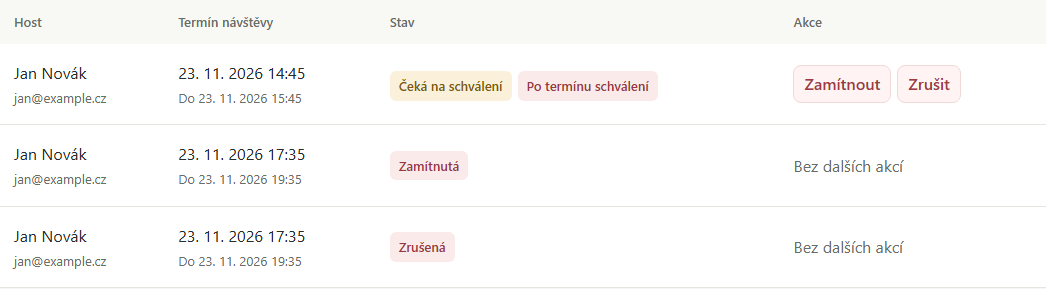 Host Termín návštěvy Stav Akce
Jan Novák 23. 11. 2026 14:45 Čeká na schválení Po termínu schválení Zamítnout Zrušit
jan@example.cz Do 23. 11. 2026 15:45
Jan Novák 23. 11. 2026 17:35 Zamítnutá Bez dalších akcí
jan@example.cz Do 23. 11. 2026 19:35
Jan Novák 23. 11. 2026 17:35 Zrušená Bez dalších akcí
jan@example.cz Do 23. 11. 2026 19:35